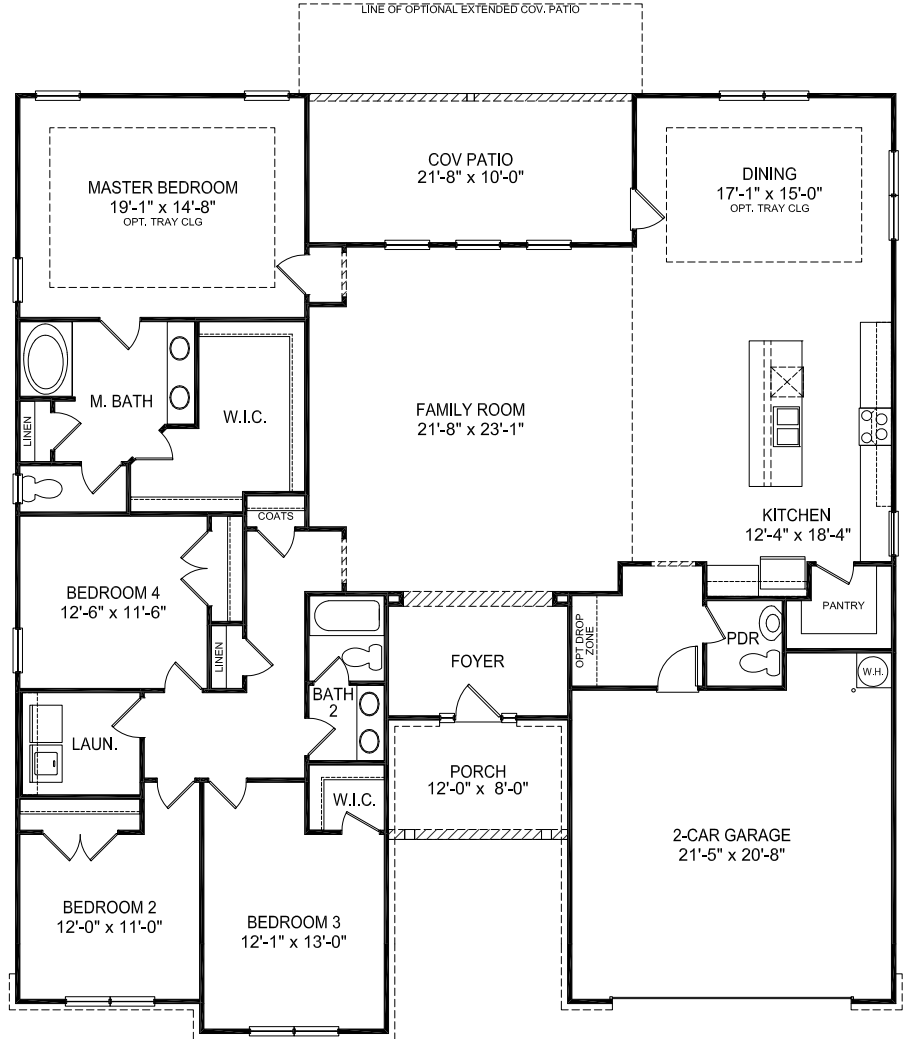 LINE OF OPTIONAL EXTENDED COV. PATIO
COV PATIO
21'-8" x 10'-0"
MASTER BEDROOM
19'-1" x 14'-8"
OPT. TRAY CLG
DINING
17'-1" x 15'-0"
OPT. TRAY CLG
M. BATH
W.I.C.
LINEN
FAMILY ROOM
21'-8" x 23'-1"
COATS
KITCHEN
12'-4" x 18'-4"
BEDROOM 4
12'-6" x 11'-6"
LINEN
PANTRY
OPT DROP
ZONE
PDR
FOYER
W.H.
BATH
2
LAUN.
PORCH
12'-0" x 8'-0"
W.I.C.
2-CAR GARAGE
21'-5" x 20'-8"
BEDROOM 2
12'-0" x 11'-0"
BEDROOM 3
12'-1" x 13'-0"